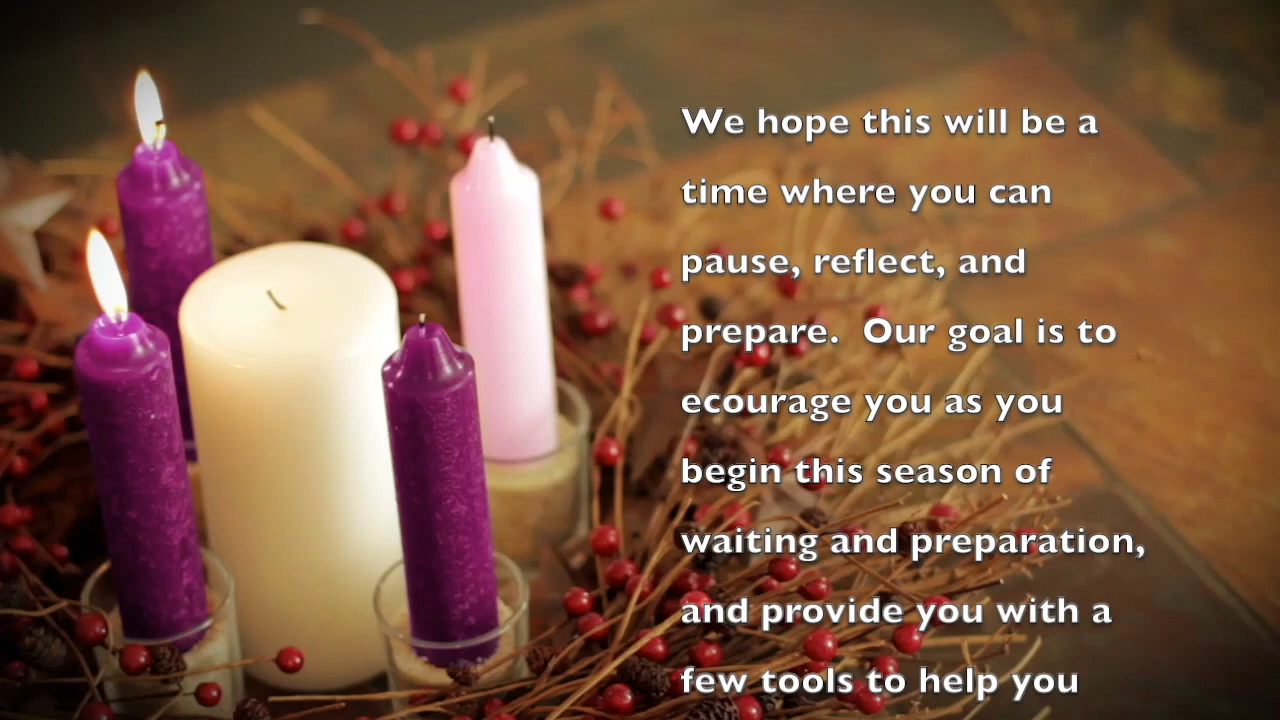 We hope this will be a
time where you can
pause, reflect, and
prepare.  Our goal is to
ecourage you as you
begin this season of
waiting and preparation,
and provide you with a
few tools to help you